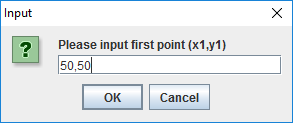 Input
Please input first point (x1,y1)
50,50
OK Cancel